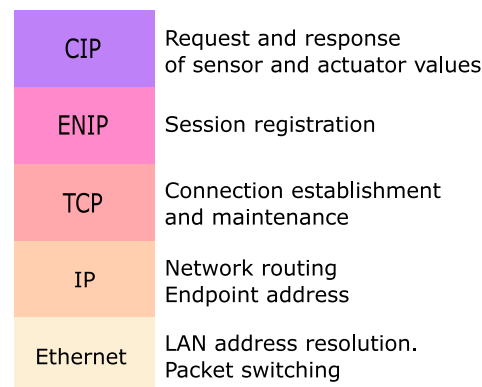 CIP
Request and response
of sensor and actuator values
ENIP
Session registration
TCP
Connection establishment
and maintenance
IP
Network routing
Endpoint address
Ethernet
LAN address resolution.
Packet switching